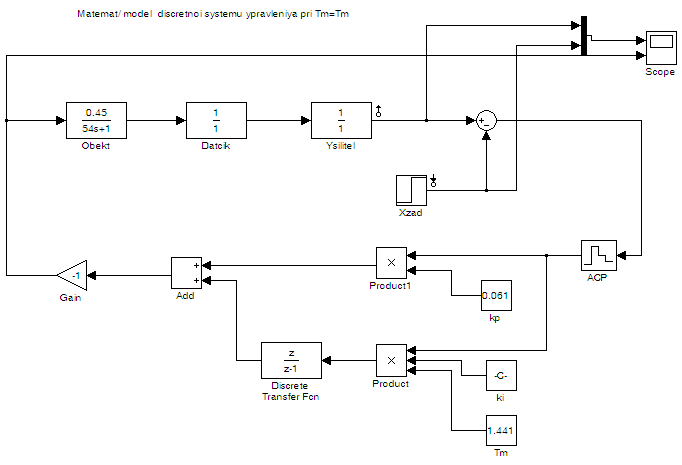 Matemat/ model discretnoi systemu ypravleniya pri Tm=Tm
Scope
0.45
54s+1
Obekt
1
1
Datcik
1
1
Ysilitel
+
−
Xzad
ACP
-1
Gain
+
+
Add
×
Product1
0.061
kp
z
z-1
Discrete
Transfer Fcn
×
Product
-C-
ki
1.441
Tm